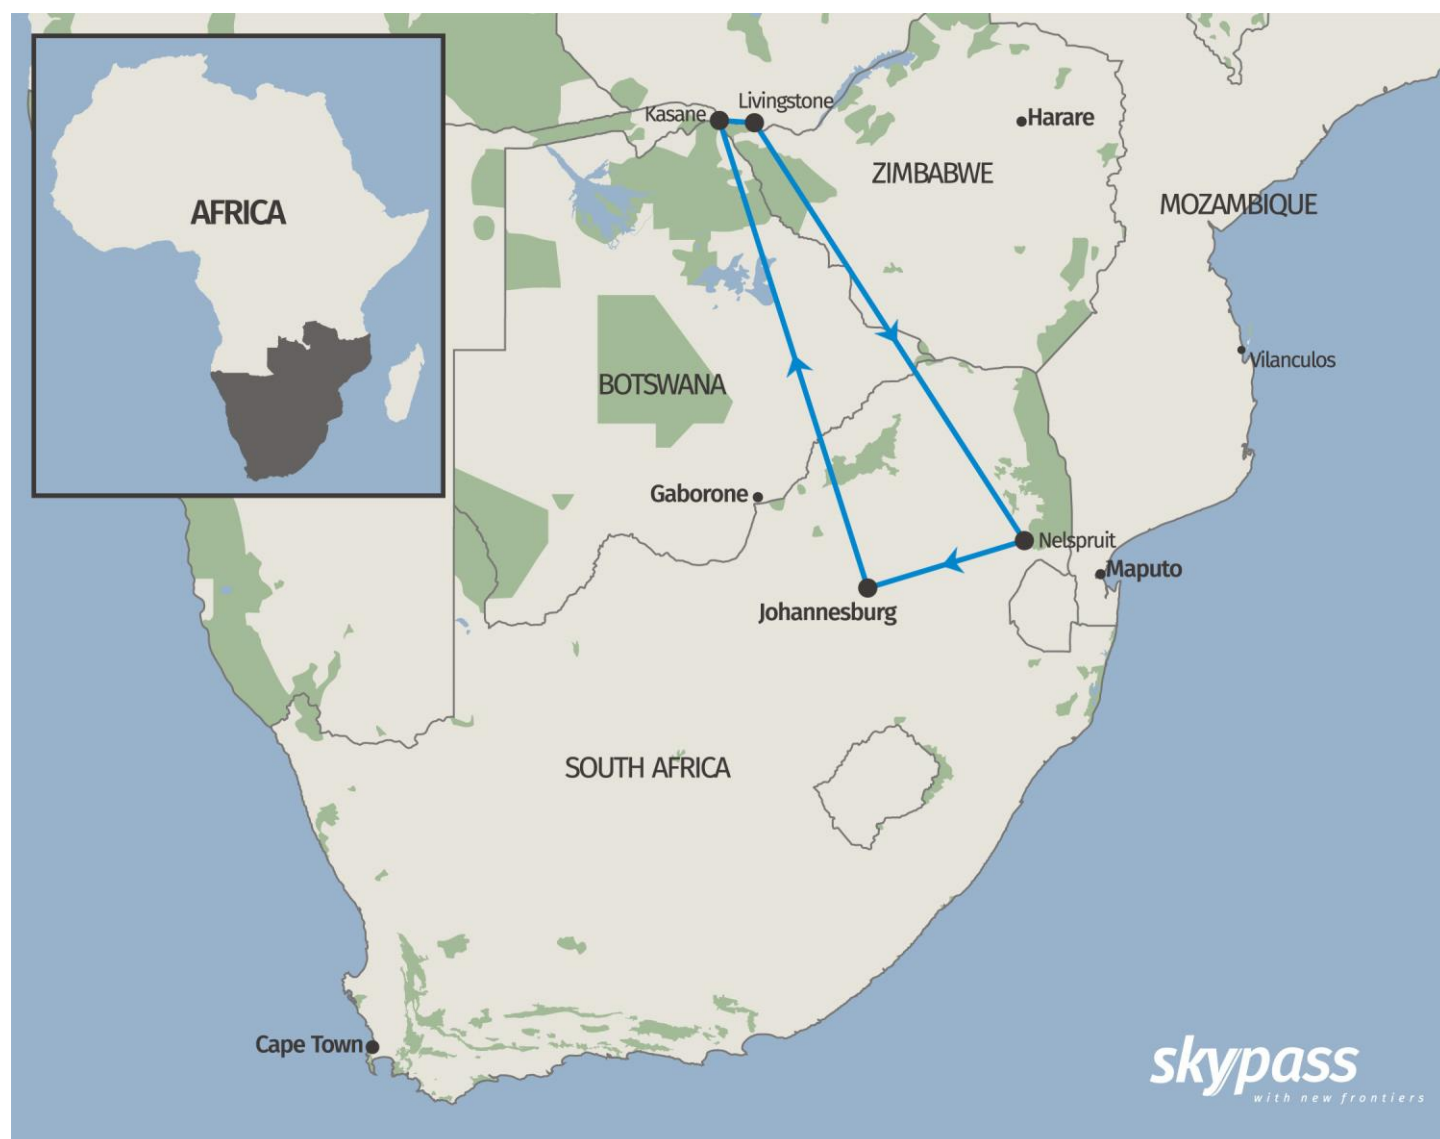 AFRICA
Kasane
Livingstone
Harare
ZIMBABWE
MOZAMBIQUE
Vilanculos
BOTSWANA
Gaborone
Nelspruit
Maputo
Johannesburg
SOUTH AFRICA
Cape Town
skypass
with new frontiers